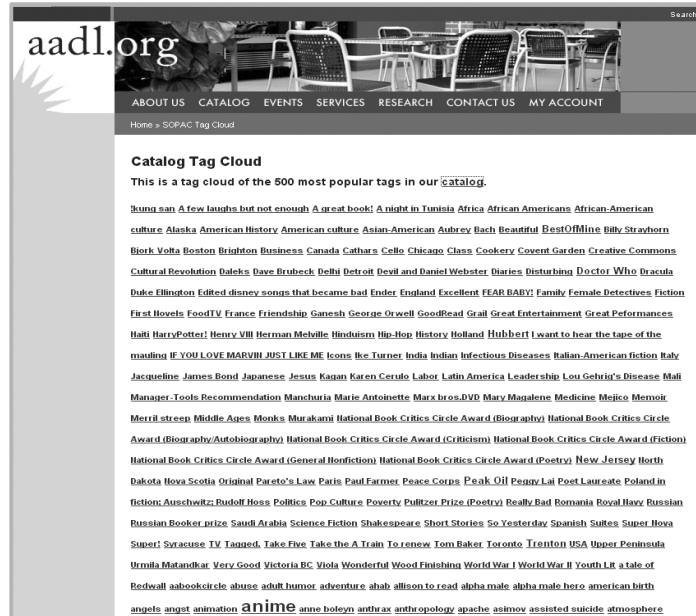 Search
aadl.org
ABOUT US CATALOG EVENTS SERVICES RESEARCH CONTACT US MY ACCOUNT
Home » SOPAC Tag Cloud
Catalog Tag Cloud
This is a tag cloud of the 500 most popular tags in our catalog.
!kung san A few laughs but not enough A great book! A night in Tunisia Africa African Americans African-American
culture Alaska American History American culture Asian-American Aubrey Bach Beautiful BestOfMine Billy Strayhorn
Bjork Volta Boston Brighton Business Canada Cathars Cello Chicago Class Cookery Covent Garden Creative Commons
Cultural Revolution Daleks Dave Brubeck Delhi Detroit Devil and Daniel Webster Diaries Disturbing Doctor Who Dracula
Duke Ellington Edited disney songs that became bad Ender England Excellent FEAR BABY! Family Female Detectives Fiction
First Novels FoodTV France Friendship Ganesh George Orwell GoodRead Grail Great Entertainment Great Peformances
Haiti HarryPotter! Henry VIII Herman Melville Hinduism Hip-Hop History Holland Hubbert I want to hear the tape of the
mauling IF YOU LOVE MARVIN JUST LIKE ME Icons Ike Turner India Indian Infectious Diseases Italian-American fiction Italy
Jacqueline James Bond Japanese Jesus Kagan Karen Cerulo Labor Latin America Leadership Lou Gehrig's Disease Mali
Manager-Tools Recommendation Manchuria Marie Antoinette Marx bros.DVD Mary Magalene Medicine Mejico Memoir
Merril streep Middle Ages Monks Murakami National Book Critics Circle Award (Biography) National Book Critics Circle
Award (Biography/Autobiography) National Book Critics Circle Award (Criticism) National Book Critics Circle Award (Fiction)
National Book Critics Circle Award (General Nonfiction) National Book Critics Circle Award (Poetry) New Jersey North
Dakota Nova Scotia Original Pareto's Law Paris Paul Farmer Peace Corps Peak Oil Peggy Lai Poet Laureate Poland in
fiction; Auschwitz; Rudolf Hoss Politics Pop Culture Poverty Pulitzer Prize (Poetry) Really Bad Romania Royal Navy Russian
Russian Booker prize Saudi Arabia Science Fiction Shakespeare Short Stories So Yesterday Spanish Suites Super Nova
Super! Syracuse TV Tagged. Take Five Take the A Train To renew Tom Baker Toronto Trenton USA Upper Peninsula
Urmila Matandkar Very Good Victoria BC Viola Wonderful Wood Finishing World War I World War II Youth Lit a tale of
Redwall aabookcircle abuse adult humor adventure ahab allison to read alpha male alpha male hero american birth
angels angst animation anime anne boleyn anthrax anthropology apache asimov assisted suicide atmosphere